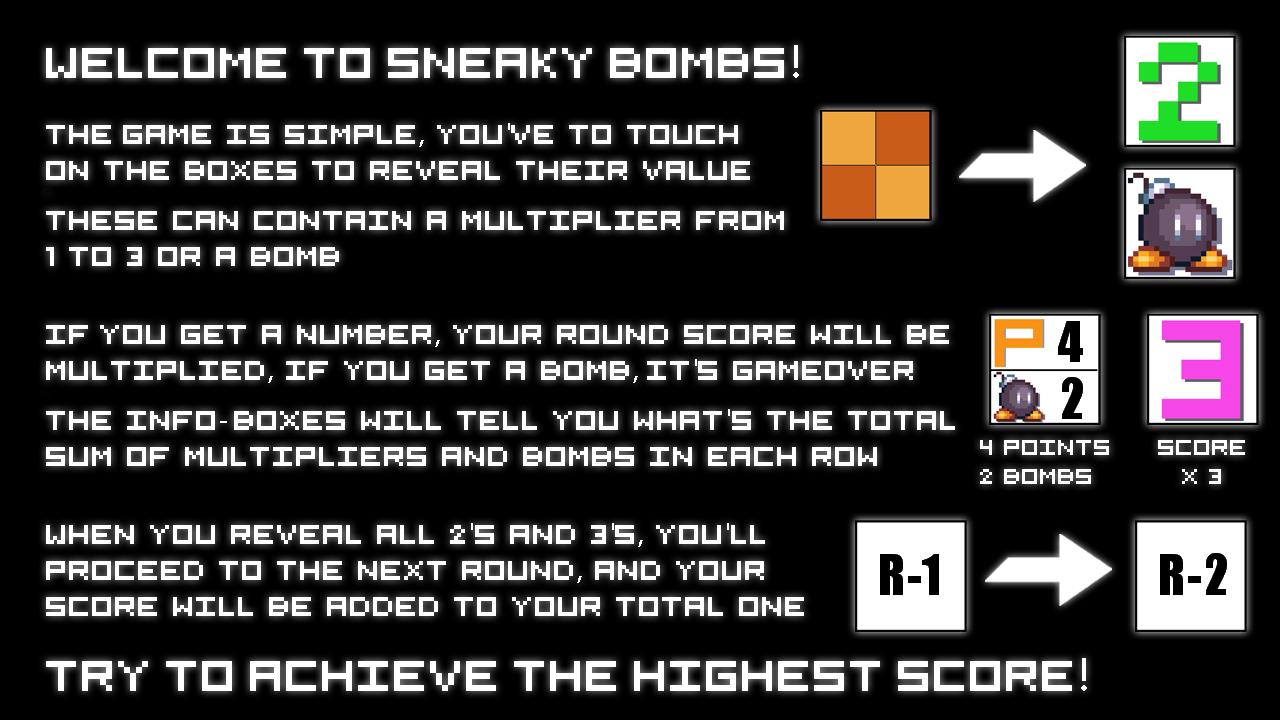 WELCOME TO SNEAKY BOMBS!
THE GAME IS SIMPLE, YOU'VE TO TOUCH
ON THE BOXES TO REVEAL THEIR VALUE
THESE CAN CONTAIN A MULTIPLIER FROM
1 TO 3 OR A BOMB
2
IF YOU GET A NUMBER, YOUR ROUND SCORE WILL BE
MULTIPLIED, IF YOU GET A BOMB, IT'S GAMEOVER
THE INFO-BOXES WILL TELL YOU WHAT'S THE TOTAL
SUM OF MULTIPLIERS AND BOMBS IN EACH ROW
P 4
2
4 POINTS
2 BOMBS
3
SCORE
X 3
WHEN YOU REVEAL ALL 2'S AND 3'S, YOU'LL
PROCEED TO THE NEXT ROUND, AND YOUR
SCORE WILL BE ADDED TO YOUR TOTAL ONE
R-1
R-2
TRY TO ACHIEVE THE HIGHEST SCORE!